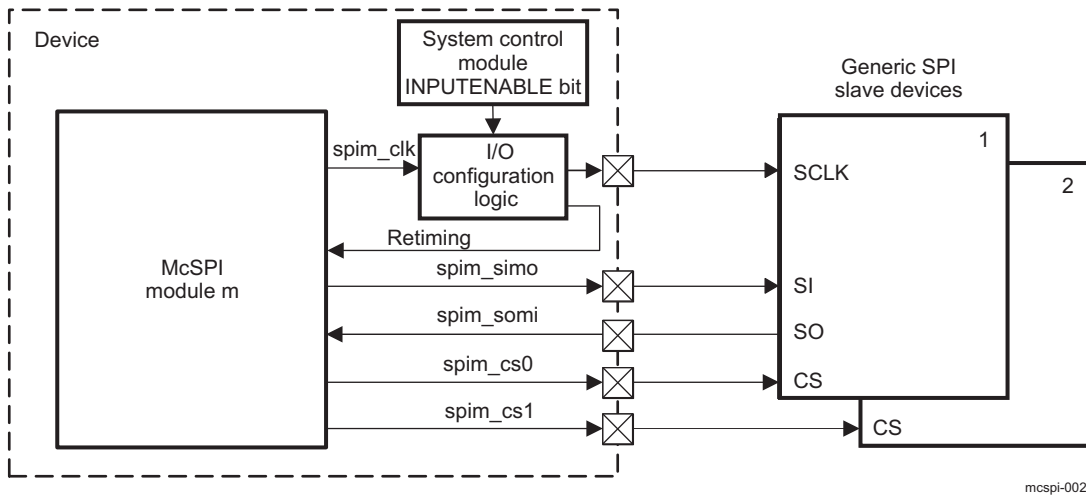 Device
System control
module
INPUTENABLE bit
Generic SPI
slave devices
spim_clk
I/O
configuration
logic
1
SCLK
2
Retiming
McSPI
module m
spim_simo
SI
spim_somi
SO
spim_cs0
CS
spim_cs1
CS
mcspi-002